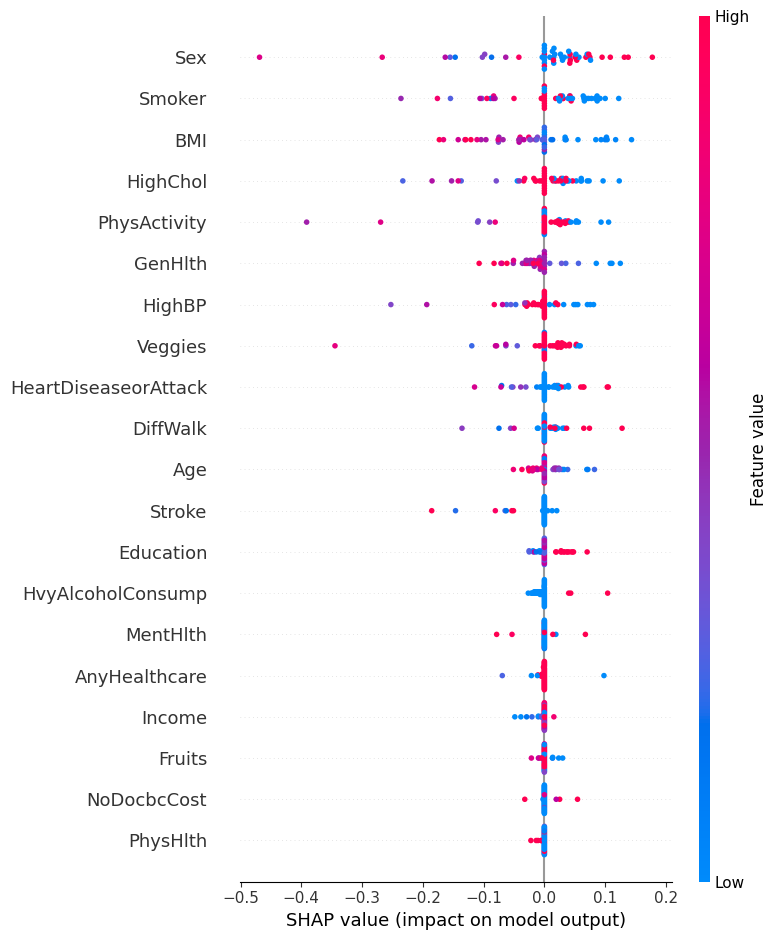 High
Sex
Smoker
BMI
HighChol
PhysActivity
GenHlth
HighBP
Veggies
HeartDiseaseorAttack
DiffWalk
Age
Stroke
Education
HvyAlcoholConsump
MentHlth
AnyHealthcare
Income
Fruits
NoDocbcCost
PhysHlth
Feature value
Low
−0.5 −0.4 −0.3 −0.2 −0.1 0.0 0.1 0.2
SHAP value (impact on model output)